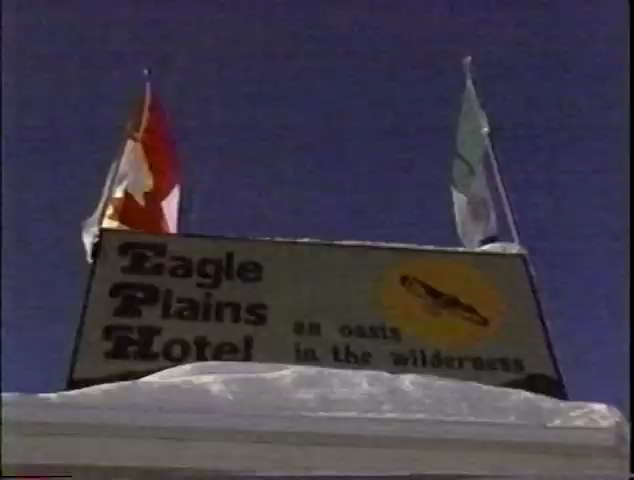 Eagle
Plains
Hotel
an oasis
in the wilderness